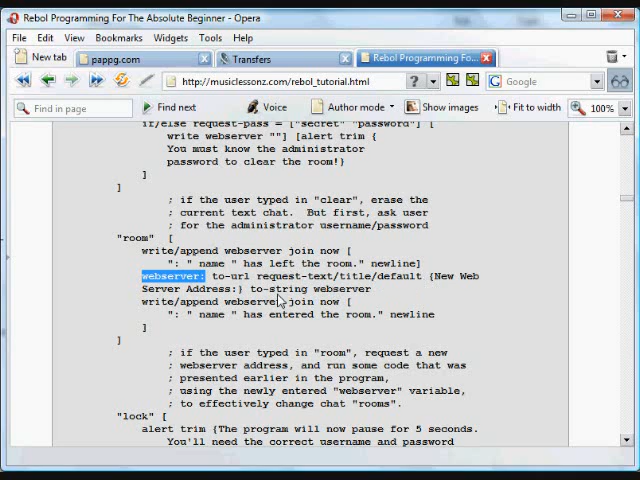 Rebol Programming For The Absolute Beginner - Opera
File Edit View Bookmarks Widgets Tools Help
New tab pappg.com Transfers Rebol Programming Fo...
http://musiclessonz.com/rebol_tutorial.html ? Google
Find in page Find next Voice Author mode Show images Fit to width 100%
if/else request-pass = ["secret" "password"] [
write webserver ""] [alert trim {
You must know the administrator
password to clear the room!}
]
]
; if the user typed in "clear", erase the
; current text chat. But first, ask user
; for the administrator username/password
"room" [
write/append webserver join now [
": " name " has left the room." newline]
webserver: to-url request-text/title/default {New Web
Server Address:} to-string webserver
write/append webserver join now [
": " name " has entered the room." newline
]
]
; if the user typed in "room", request a new
; webserver address, and run some code that was
; presented earlier in the program,
; using the newly entered "webserver" variable,
; to effectively change chat "rooms".
"lock" [
alert trim {The program will now pause for 5 seconds.
You'll need the correct username and password